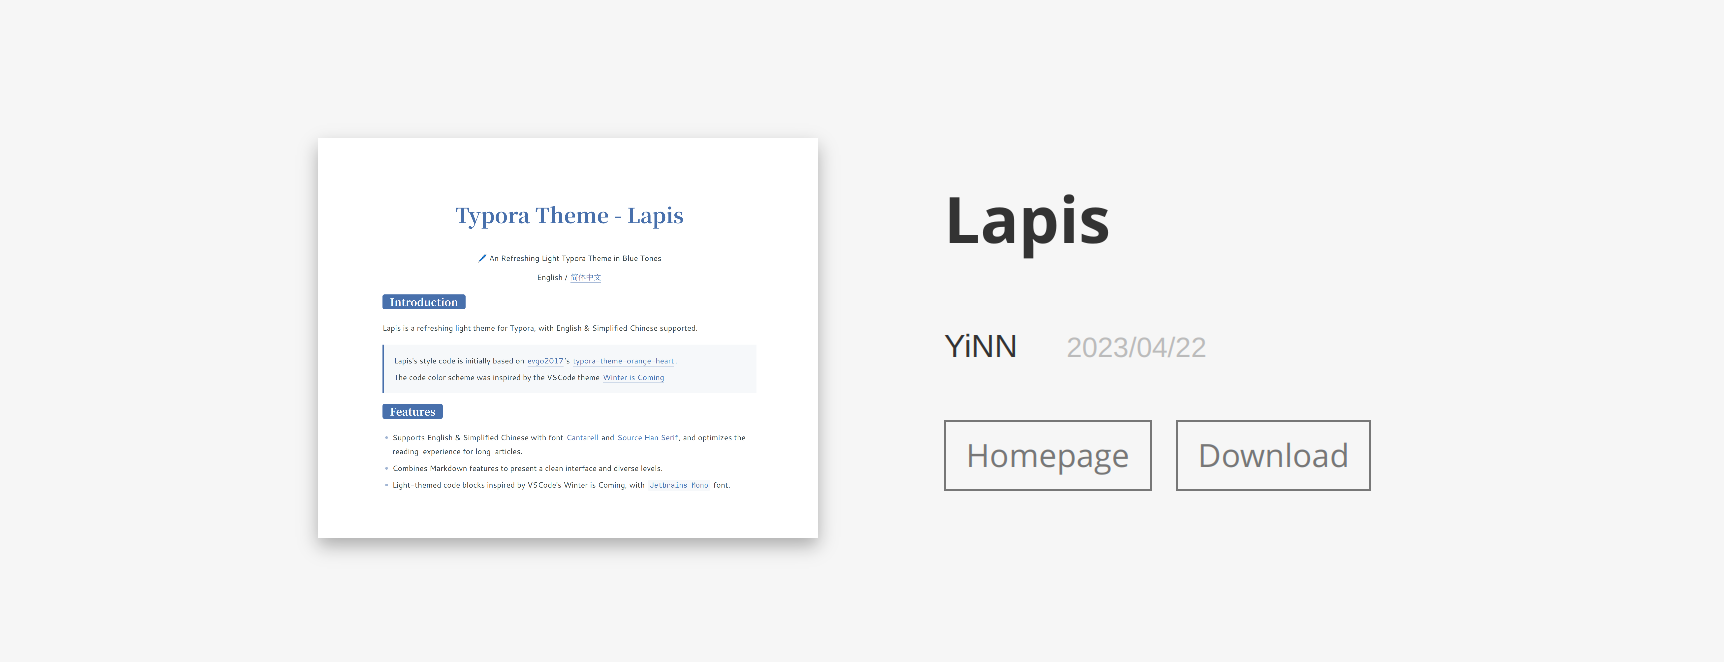 Typora Theme - Lapis
An Refreshing Light Typora Theme in Blue Tones
English / 简体中文
Introduction
Lapis is a refreshing light theme for Typora, with English & Simplified Chinese supported.
Lapis's style code is initially based on evgo2017's typora-theme-orange-heart.
The code color scheme was inspired by the VSCode theme Winter is Coming.
Features
Supports English & Simplified Chinese with font Cantarell and Source Han Serif, and optimizes the
reading experience for long articles.
Combines Markdown features to present a clean interface and diverse levels.
Light-themed code blocks inspired by VSCode's Winter is Coming, with JetBrains Mono font.
Lapis
YiNN 2023/04/22
Homepage Download